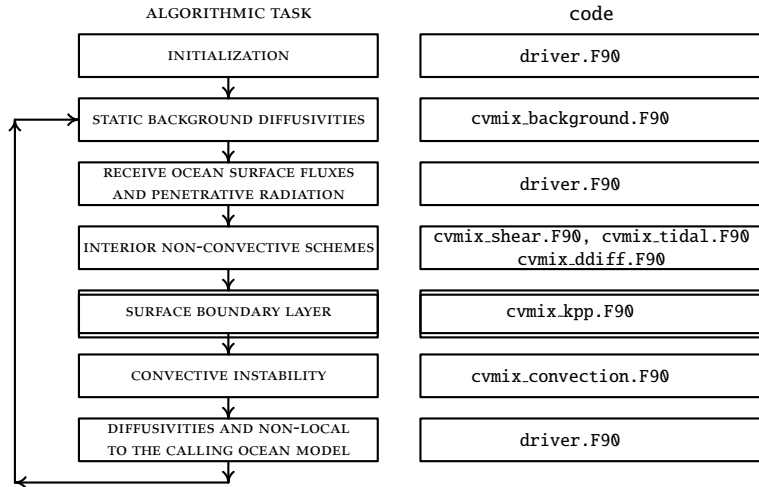 ALGORITHMIC TASK
code
INITIALIZATION
driver.F90
STATIC BACKGROUND DIFFUSIVITIES
cvmix_background.F90
RECEIVE OCEAN SURFACE FLUXES
AND PENETRATIVE RADIATION
driver.F90
INTERIOR NON-CONVECTIVE SCHEMES
cvmix_shear.F90, cvmix_tidal.F90
cvmix_ddiff.F90
SURFACE BOUNDARY LAYER
cvmix_kpp.F90
CONVECTIVE INSTABILITY
cvmix_convection.F90
DIFFUSIVITIES AND NON-LOCAL
TO THE CALLING OCEAN MODEL
driver.F90